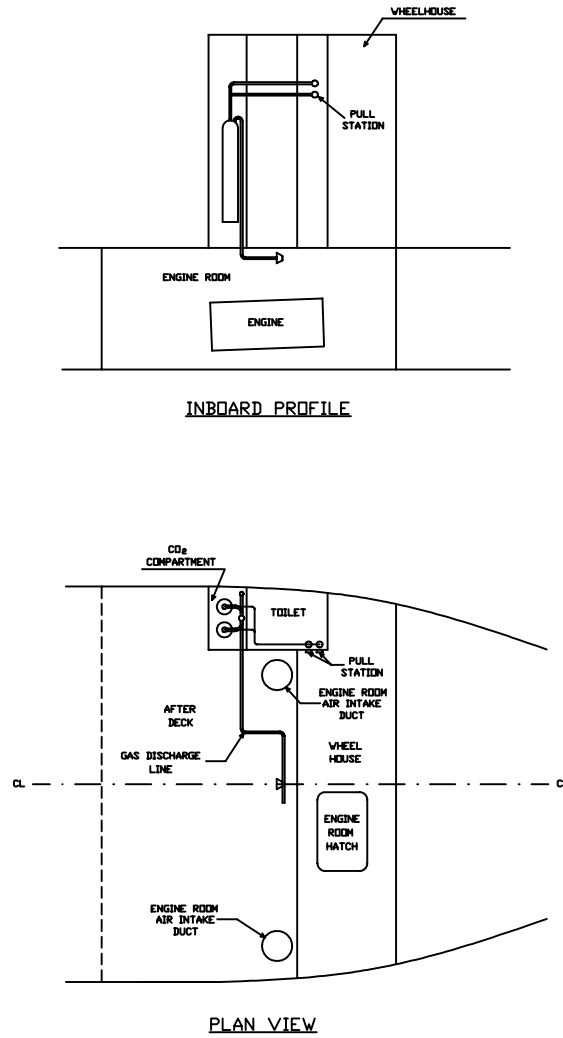 WHEELHOUSE
PULL
STATION
ENGINE ROOM
ENGINE
INBOARD PROFILE
CO₂
COMPARTMENT
TOILET
PULL
STATION
ENGINE ROOM
AIR INTAKE
DUCT
AFTER
DECK
WHEEL
HOUSE
GAS DISCHARGE
LINE
CL
C
ENGINE
ROOM
HATCH
ENGINE ROOM
AIR INTAKE
DUCT
PLAN VIEW